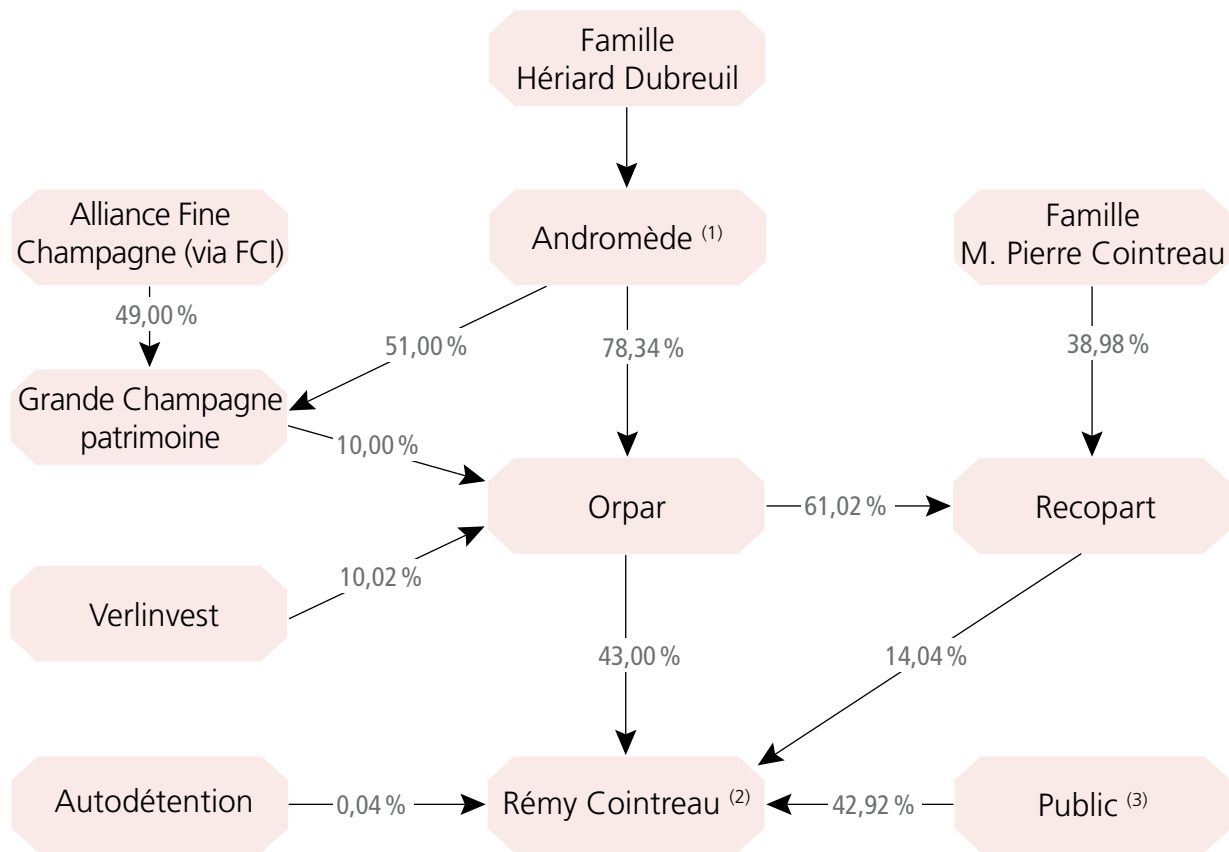 Famille
Hériard Dubreuil
Alliance Fine
Champagne (via FCI)
Andromède (1)
Famille
M. Pierre Cointreau
49,00 %
51,00 %
78,34 %
38,98 %
Grande Champagne
patrimoine
10,00 %
Orpar
61,02 %
Recopart
10,02 %
Verlinvest
43,00 %
14,04 %
Autodétention
0,04 %
Rémy Cointreau (2)
42,92 %
Public (3)